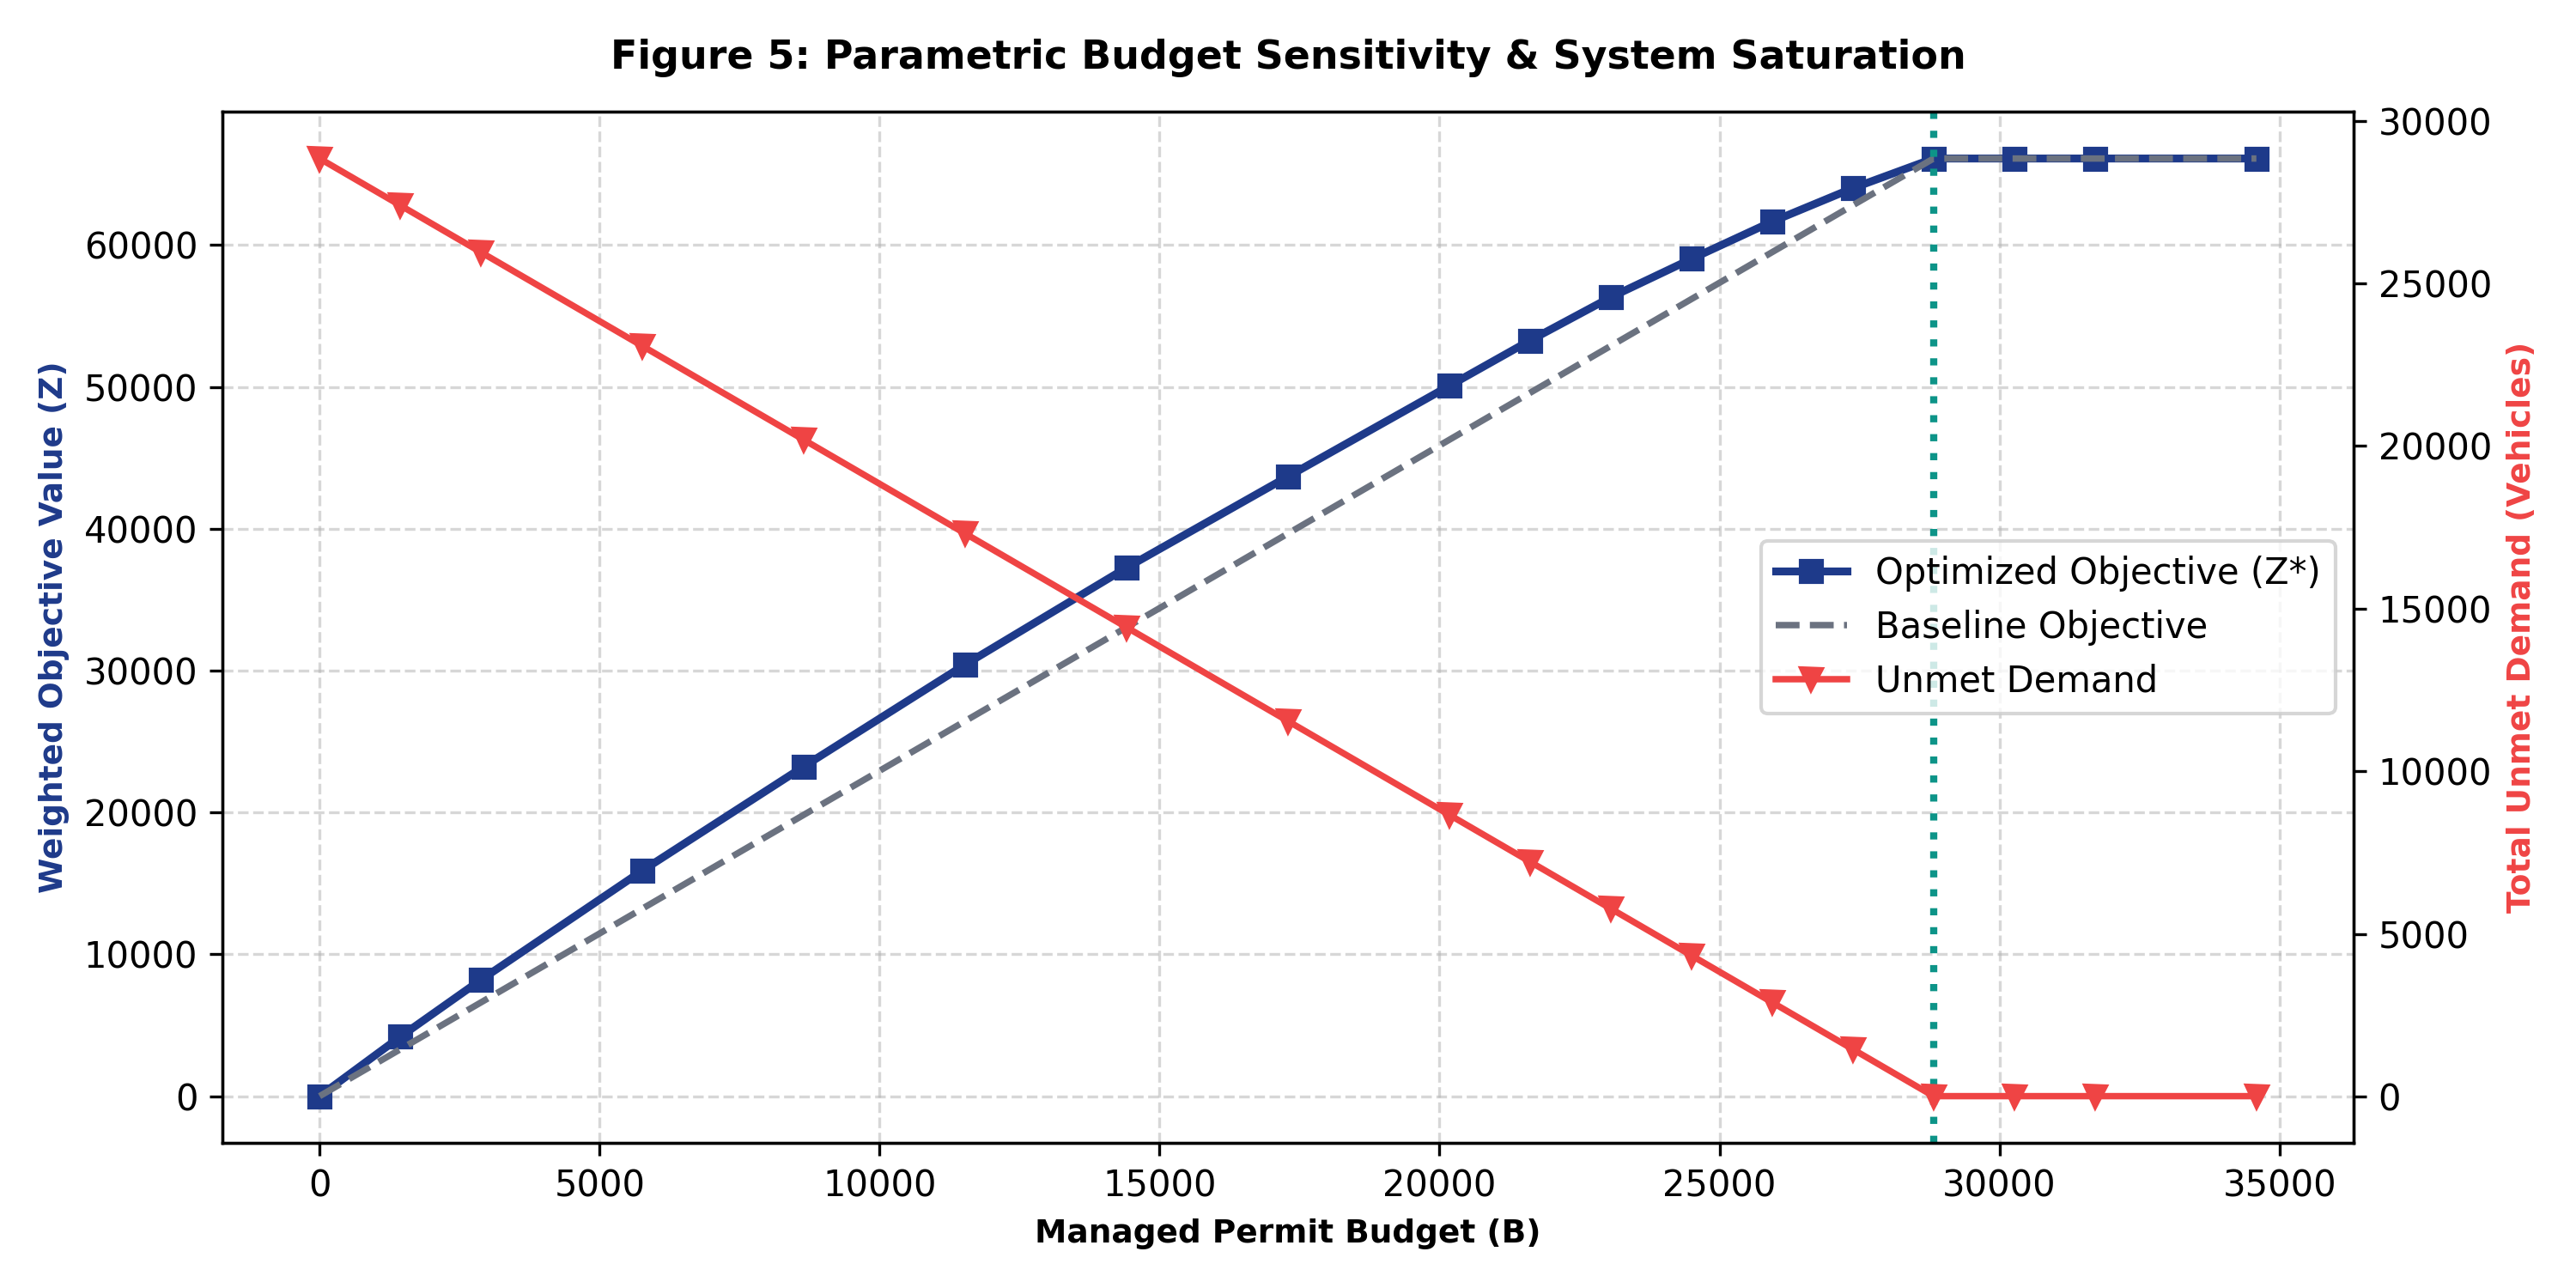 Figure 5: Parametric Budget Sensitivity & System Saturation
Weighted Objective Value (Z)
60000
50000
40000
30000
20000
10000
0
30000
25000
20000
15000
10000
5000
0
Total Unmet Demand (Vehicles)
Optimized Objective (Z*)
Baseline Objective
Unmet Demand
0 5000 10000 15000 20000 25000 30000 35000
Managed Permit Budget (B)